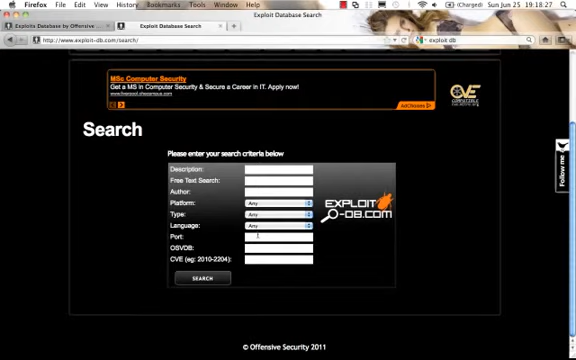 Firefox File Edit View History Bookmarks Tools Window Help
(Charged) Sun Jun 25 19:18:27
Exploit Database Search
Exploits Database by Offensive ...
Exploit Database Search
http://www.exploit-db.com/search/
exploit db
MSc Computer Security
Get a MS in Computer Security & Secure a Career in IT. Apply now!
AdChoices
CVE
COMPATIBLE
Search
Please enter your search criteria below
Description:
Free Text Search:
Author:
Platform: Any
Type: Any
Language: Any
Port:
OSVDB:
CVE (eg: 2010-2204):
SEARCH
EXPLOIT
DB.COM
Follow me
© Offensive Security 2011